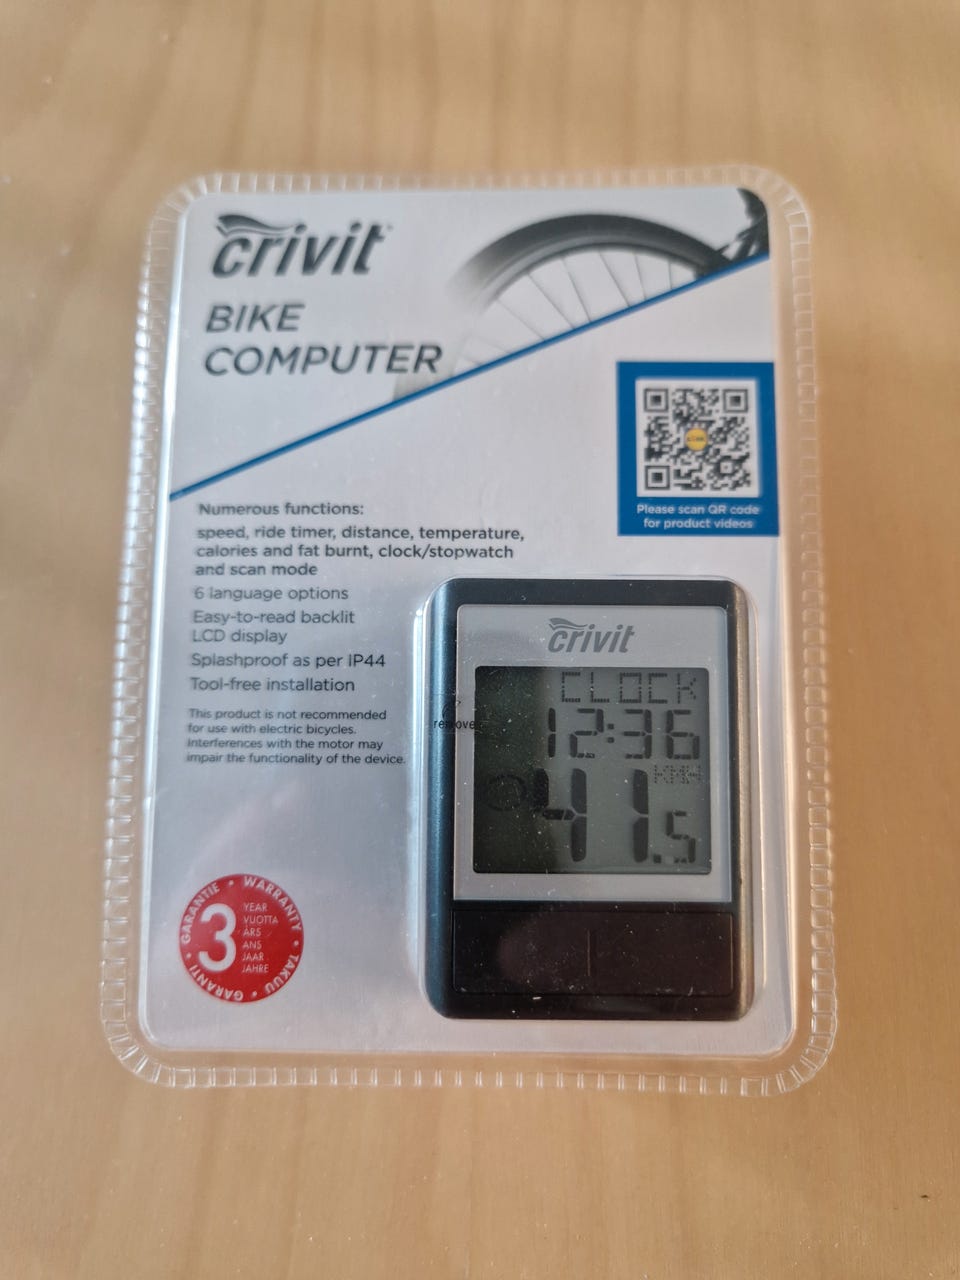 crivit
BIKE
COMPUTER
Please scan QR code
for product videos
Numerous functions:
speed, ride timer, distance, temperature,
calories and fat burnt, clock/stopwatch
and scan mode
6 language options
Easy-to-read backlit
LCD display
Splashproof as per IP44
Tool-free installation
This product is not recommended
for use with electric bicycles.
Interferences with the motor may
impair the functionality of the device.
crivit
CLOCK
12:36
KMH
41.5
remove
GARANTIE • WARRANTY • TAKUU • GARANTI •
3
YEAR
VUOTTA
ÅRS
ANS
JAAR
JAHRE